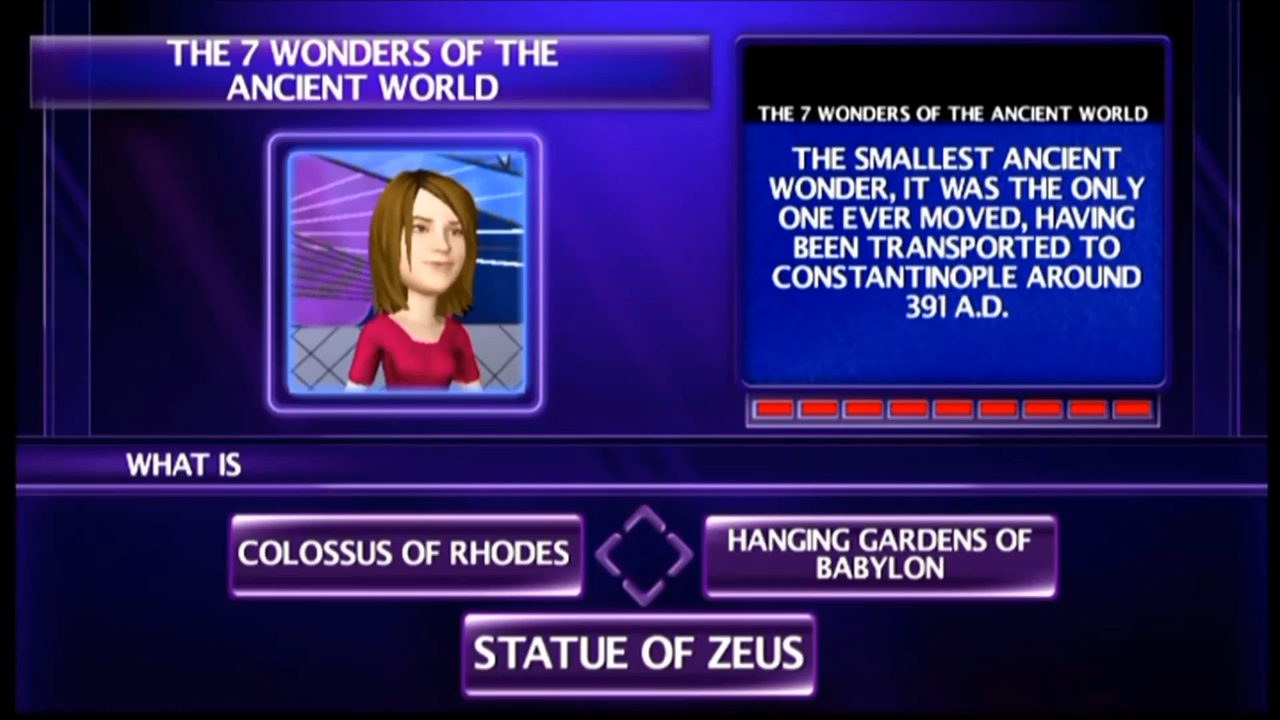 THE 7 WONDERS OF THE
ANCIENT WORLD
THE 7 WONDERS OF THE ANCIENT WORLD
THE SMALLEST ANCIENT
WONDER, IT WAS THE ONLY
ONE EVER MOVED, HAVING
BEEN TRANSPORTED TO
CONSTANTINOPLE AROUND
391 A.D.
WHAT IS
COLOSSUS OF RHODES
HANGING GARDENS OF
BABYLON
STATUE OF ZEUS